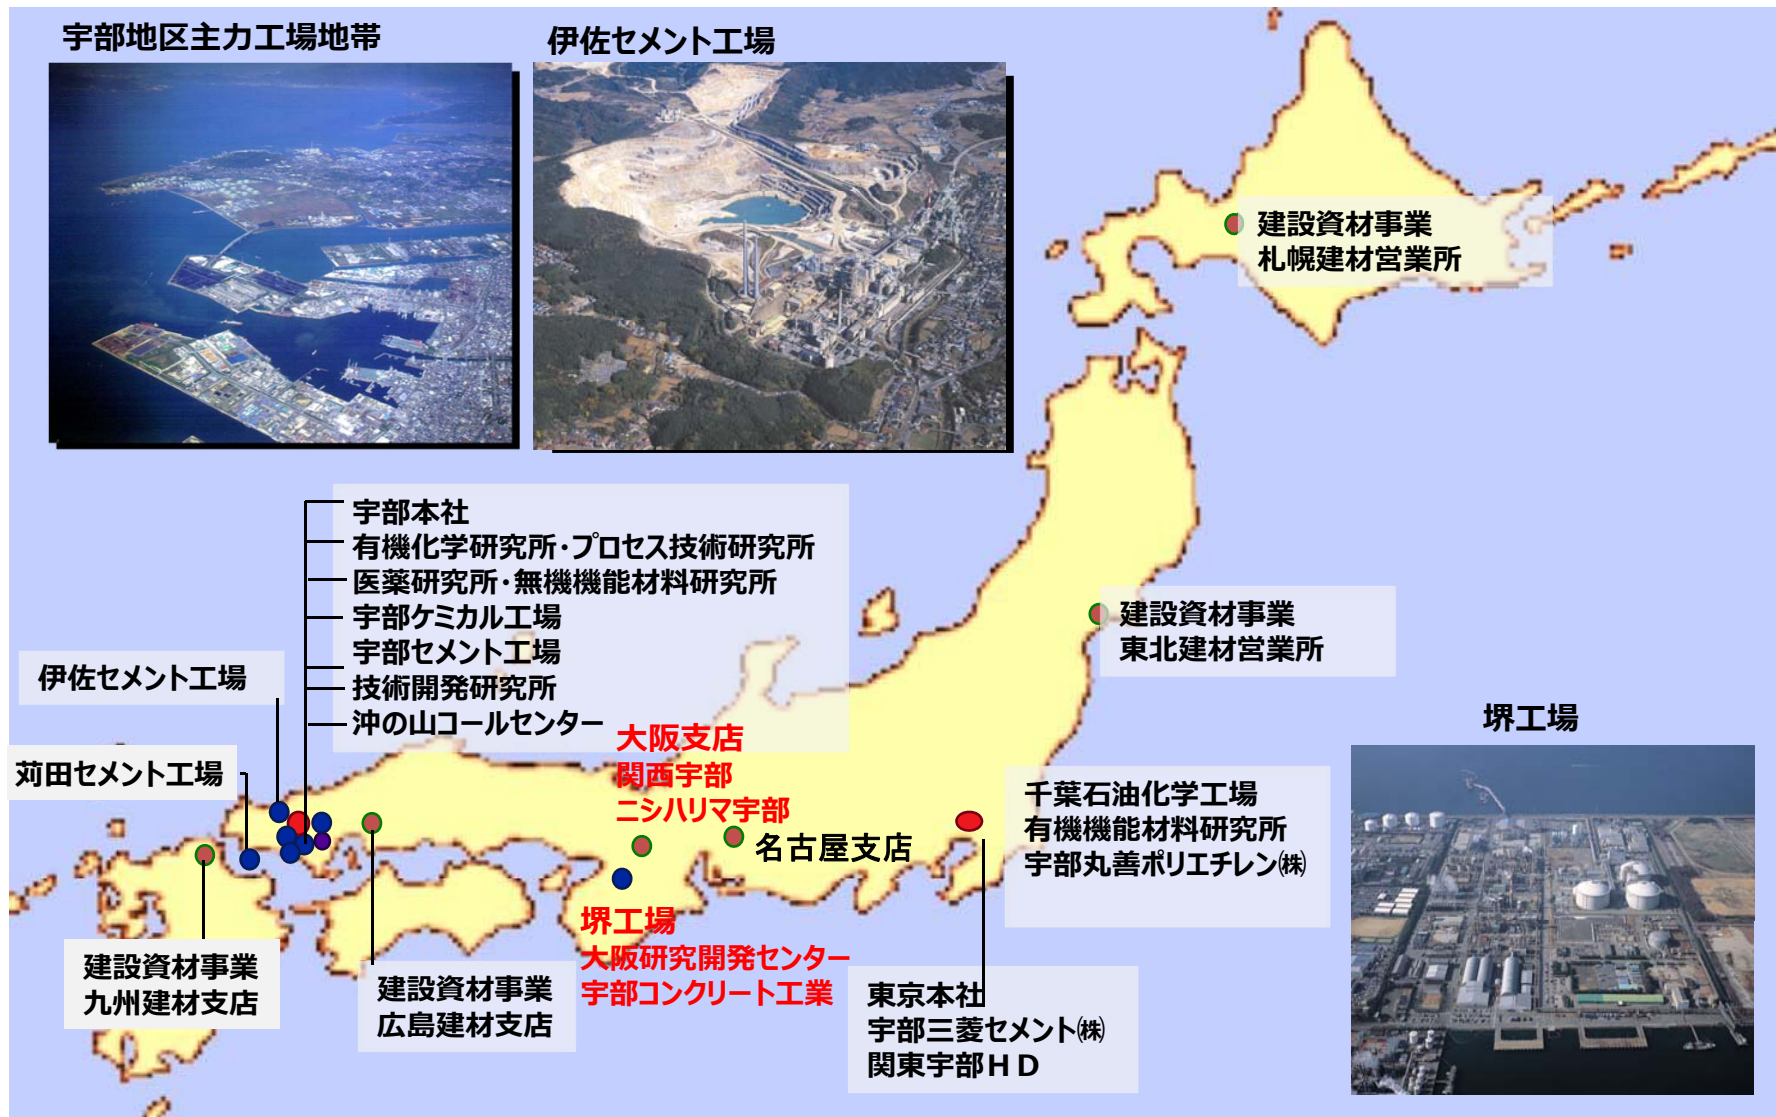 宇部地区主力工場地帯
伊佐セメント工場
建設資材事業
札幌建材営業所
宇部本社
有機化学研究所・プロセス技術研究所
医薬研究所・無機機能材料研究所
宇部ケミカル工場
宇部セメント工場
技術開発研究所
沖の山コールセンター
建設資材事業
東北建材営業所
伊佐セメント工場
苅田セメント工場
大阪支店
関西宇部
ニシハリマ宇部
名古屋支店
堺工場
千葉石油化学工場
有機機能材料研究所
宇部丸善ポリエチレン㈱
堺工場
大阪研究開発センター
宇部コンクリート工業
建設資材事業
九州建材支店
建設資材事業
広島建材支店
東京本社
宇部三菱セメント㈱
関東宇部ＨＤ